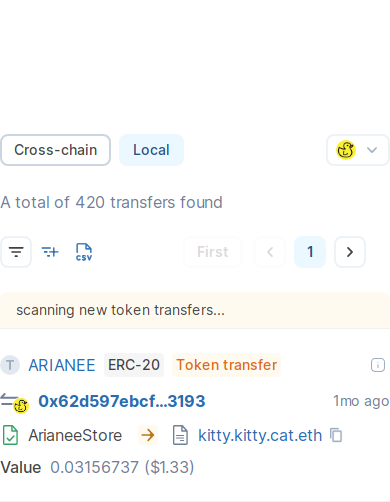 Cross-chain Local
A total of 420 transfers found
CSV First 1
scanning new token transfers...
T ARIANEE ERC-20 Token transfer
0x62d597ebcf...3193 1mo ago
ArianeeStore → kitty.kitty.cat.eth
Value 0.03156737 ($1.33)